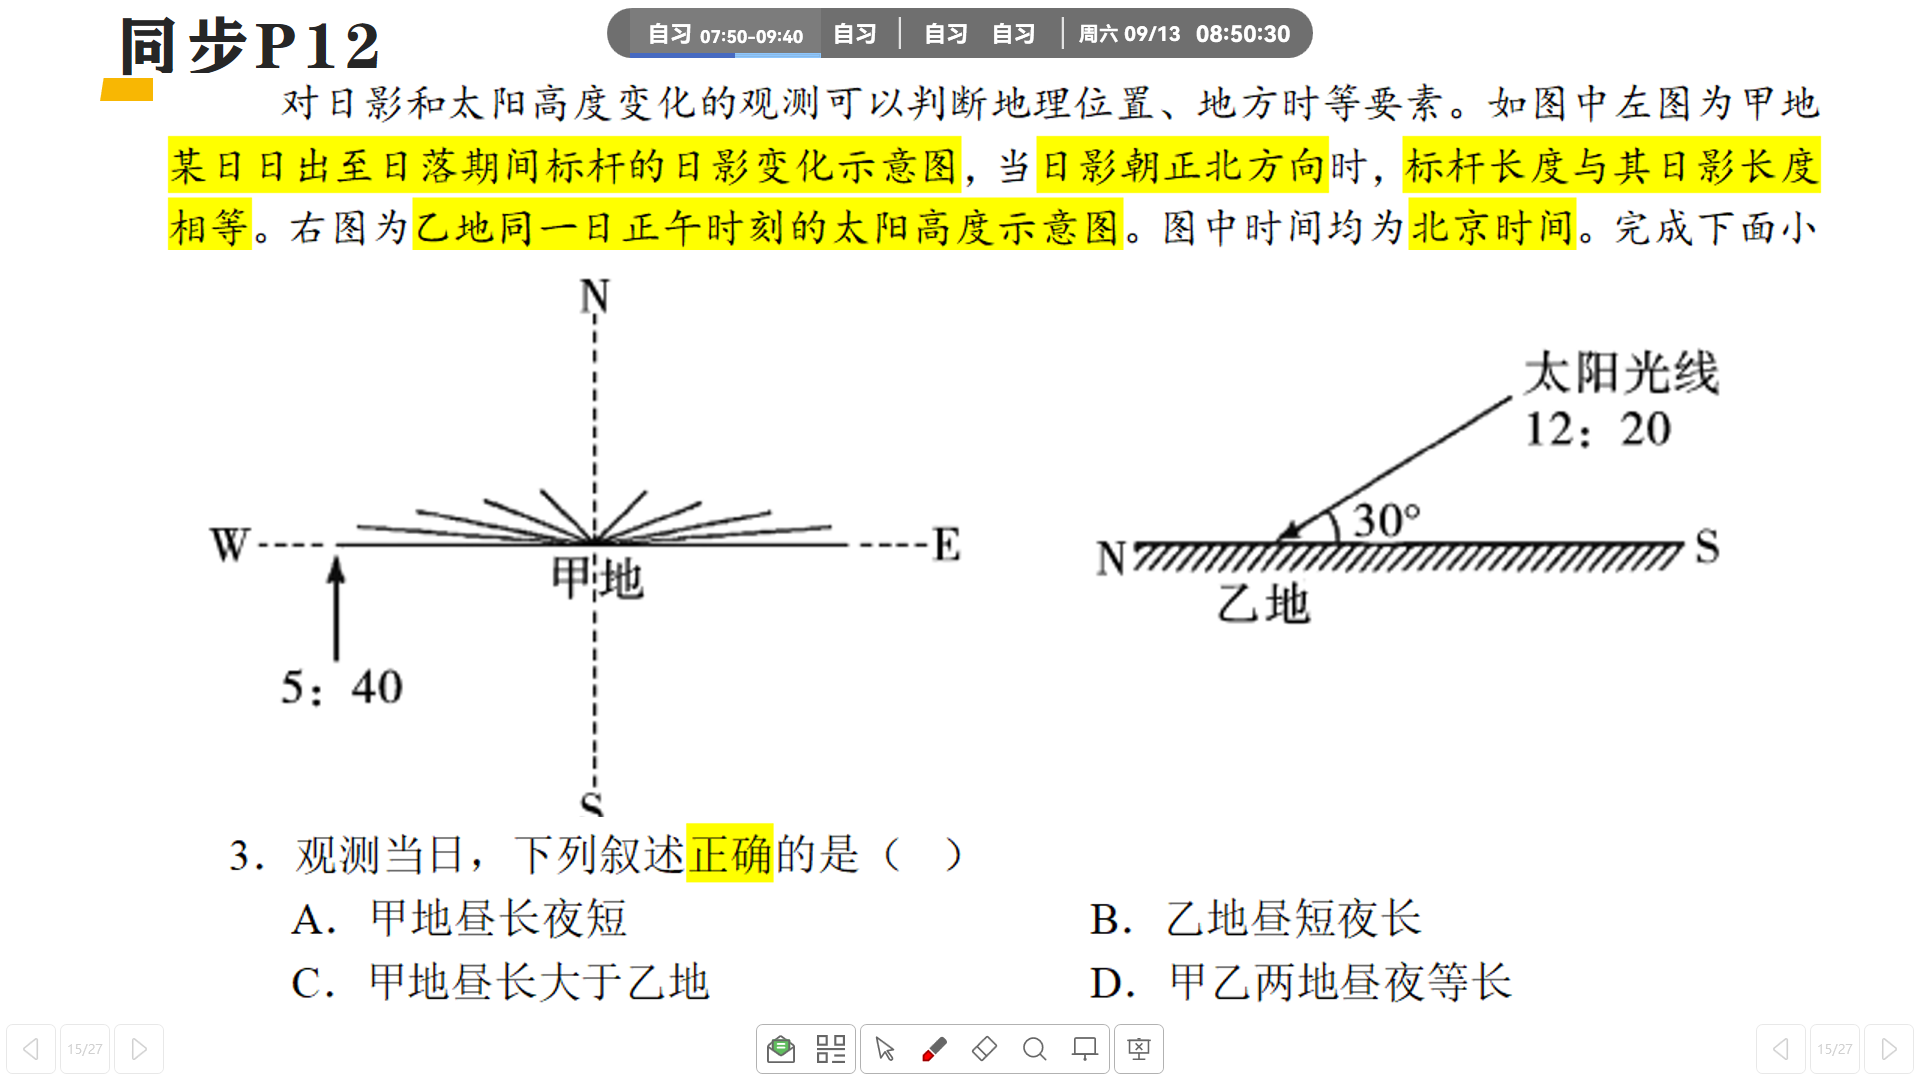 同步P12
自习 07:50-09:40 自习 自习 自习 周六 09/13 08:50:30
对日影和太阳高度变化的观测可以判断地理位置、地方时等要素。如图中左图为甲地
某日日出至日落期间标杆的日影变化示意图，当日影朝正北方向时，标杆长度与其日影长度
相等。右图为乙地同一日正午时刻的太阳高度示意图。图中时间均为北京时间。完成下面小
N
太阳光线
12：20
30°
W
E
N
S
甲地
乙地
5：40
S
3．观测当日，下列叙述正确的是（ ）
A．甲地昼长夜短
B．乙地昼短夜长
C．甲地昼长大于乙地
D．甲乙两地昼夜等长
15/27
15/27